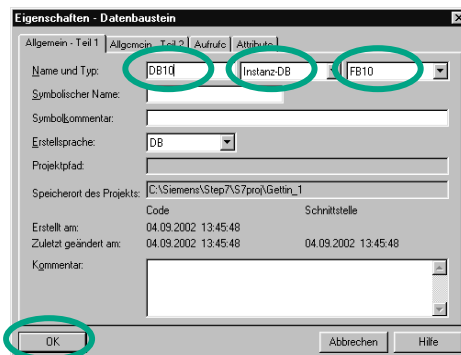 Eigenschaften - Datenbaustein
Allgemein - Teil 1 Allgemein - Teil 2 Aufrufe Attribute
Name und Typ: DB10 Instanz-DB FB10
Symbolischer Name:
Symbolkommentar:
Erstellsprache: DB
Projektpfad:
Speicherort des Projekts: C:\Siemens\Step7\S7proj\Gettin_1
Code Schnittstelle
Erstellt am: 04.09.2002 13:45:48
Zuletzt geändert am: 04.09.2002 13:45:48 04.09.2002 13:45:48
Kommentar:
OK Abbrechen Hilfe